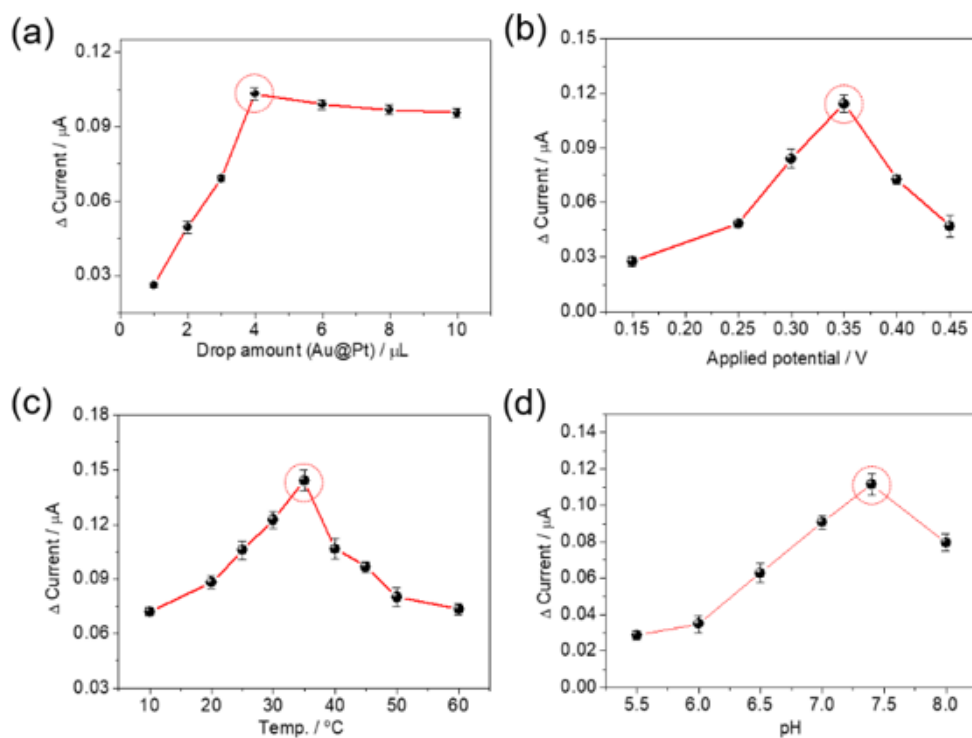 (a)
0.12
0.09
0.06
0.03
Δ Current / μA
0 2 4 6 8 10
Drop amount (Au@Pt) / μL
(b)
0.15
0.12
0.09
0.06
0.03
0.00
Δ Current / μA
0.15 0.20 0.25 0.30 0.35 0.40 0.45
Applied potential / V
(c)
0.18
0.15
0.12
0.09
0.06
0.03
Δ Current / μA
10 20 30 40 50 60
Temp. / ºC
(d)
0.14
0.12
0.10
0.08
0.06
0.04
0.02
0.00
Δ Current / μA
5.5 6.0 6.5 7.0 7.5 8.0
pH